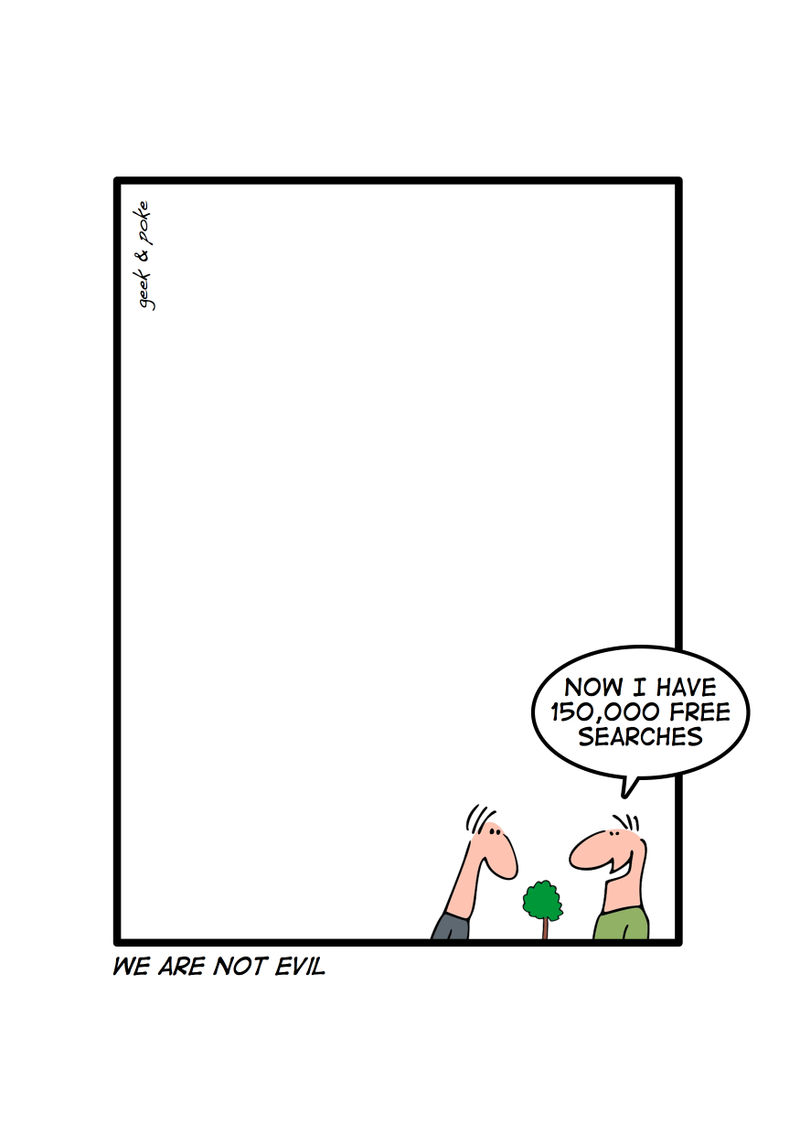 geek & poke
NOW I HAVE
150,000 FREE
SEARCHES
WE ARE NOT EVIL